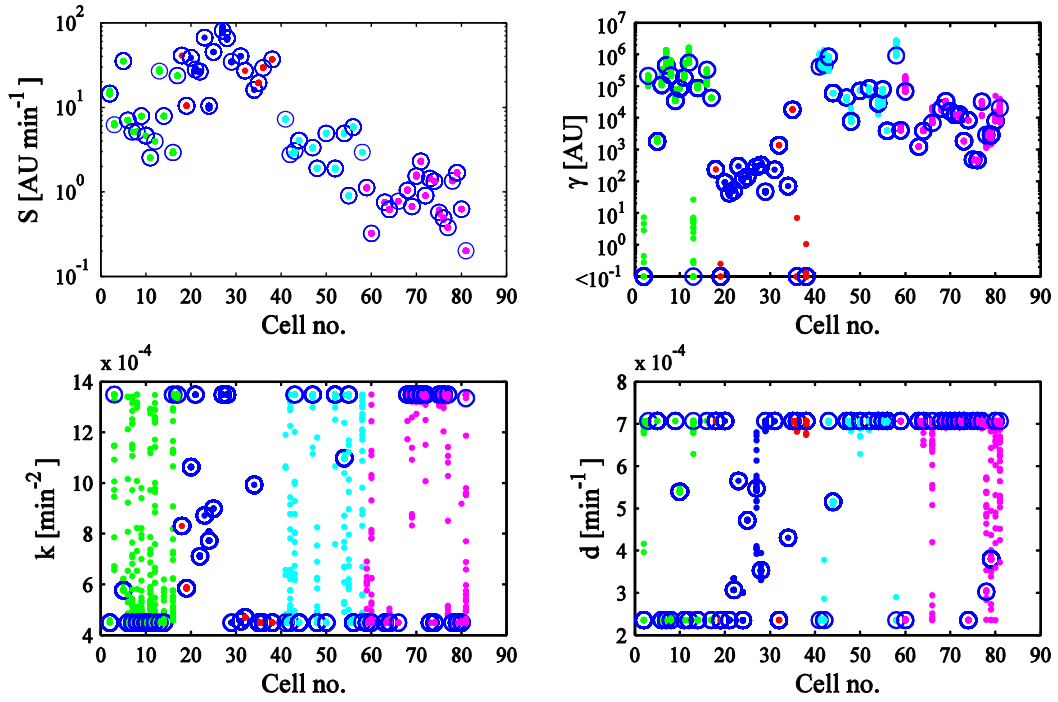 10^2
10^1
10^0
10^-1
S [AU min^-1]
0 10 20 30 40 50 60 70 80 90
Cell no.
10^7
10^6
10^5
10^4
10^3
10^2
10^1
10^0
<10^-1
γ [AU]
0 10 20 30 40 50 60 70 80 90
Cell no.
x 10^-4
14
12
10
8
6
4
k [min^-2]
0 10 20 30 40 50 60 70 80 90
Cell no.
x 10^-4
8
7
6
5
4
3
2
d [min^-1]
0 10 20 30 40 50 60 70 80 90
Cell no.